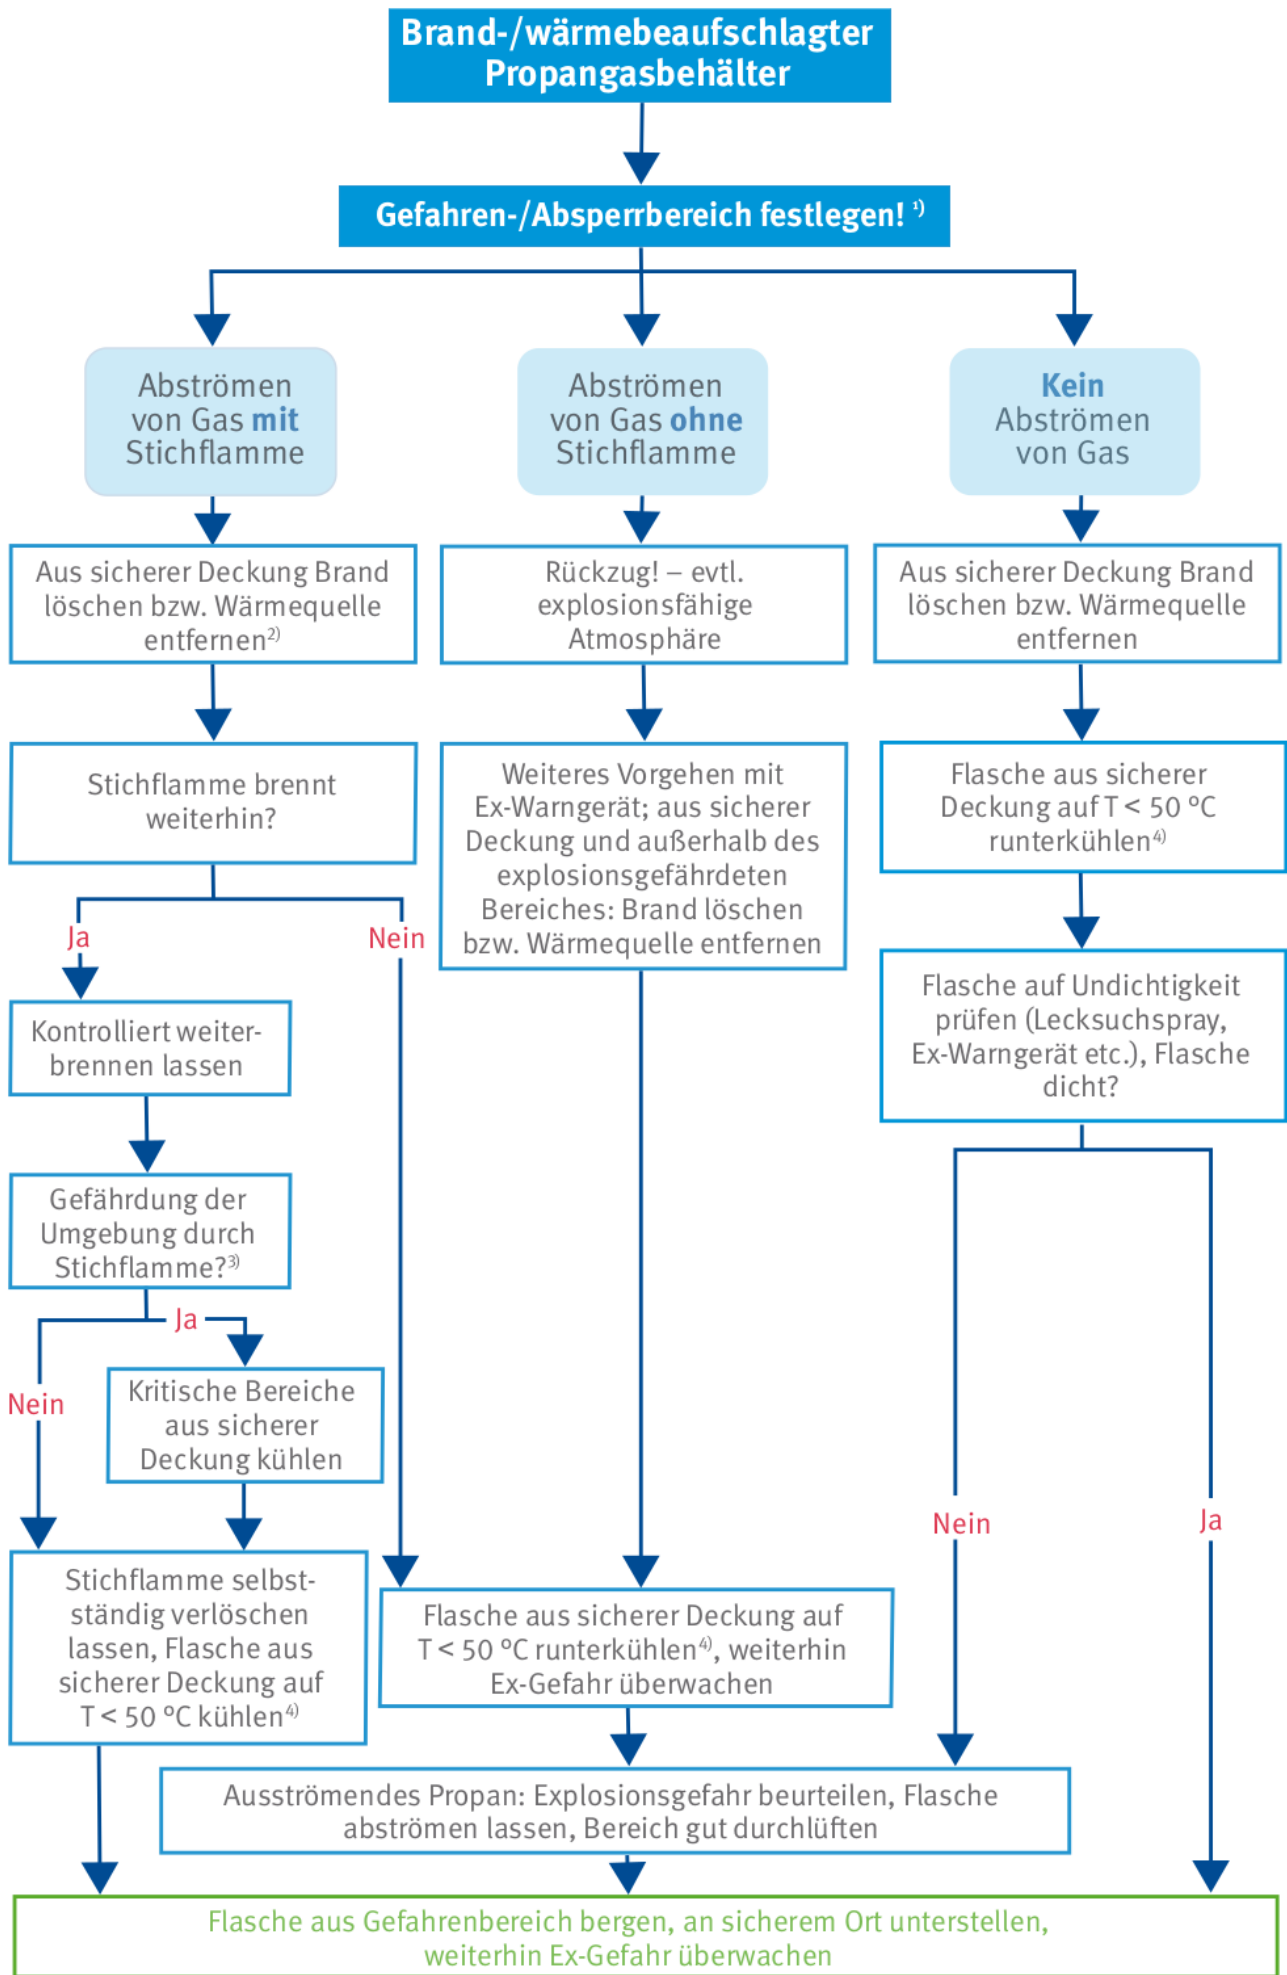 Brand-/wärmebeaufschlagter
Propangasbehälter
Gefahren-/Absperrbereich festlegen! ¹⁾
Abströmen
von Gas mit
Stichflamme
Abströmen
von Gas ohne
Stichflamme
Kein
Abströmen
von Gas
Aus sicherer Deckung Brand
löschen bzw. Wärmequelle
entfernen²⁾
Rückzug! – evtl.
explosionsfähige
Atmosphäre
Aus sicherer Deckung Brand
löschen bzw. Wärmequelle
entfernen
Stichflamme brennt
weiterhin?
Weiteres Vorgehen mit
Ex-Warngerät; aus sicherer
Deckung und außerhalb des
explosionsgefährdeten
Bereiches: Brand löschen
bzw. Wärmequelle entfernen
Flasche aus sicherer
Deckung auf T < 50 °C
runterkühlen⁴⁾
Ja
Nein
Kontrolliert weiter-
brennen lassen
Flasche auf Undichtigkeit
prüfen (Lecksuchspray,
Ex-Warngerät etc.), Flasche
dicht?
Gefährdung der
Umgebung durch
Stichflamme?³⁾
Ja
Nein
Kritische Bereiche
aus sicherer
Deckung kühlen
Nein
Ja
Stichflamme selbst-
ständig verlöschen
lassen, Flasche aus
sicherer Deckung auf
T < 50 °C kühlen⁴⁾
Flasche aus sicherer Deckung auf
T < 50 °C runterkühlen⁴⁾, weiterhin
Ex-Gefahr überwachen
Ausströmendes Propan: Explosionsgefahr beurteilen, Flasche
abströmen lassen, Bereich gut durchlüften
Flasche aus Gefahrenbereich bergen, an sicherem Ort unterstellen,
weiterhin Ex-Gefahr überwachen